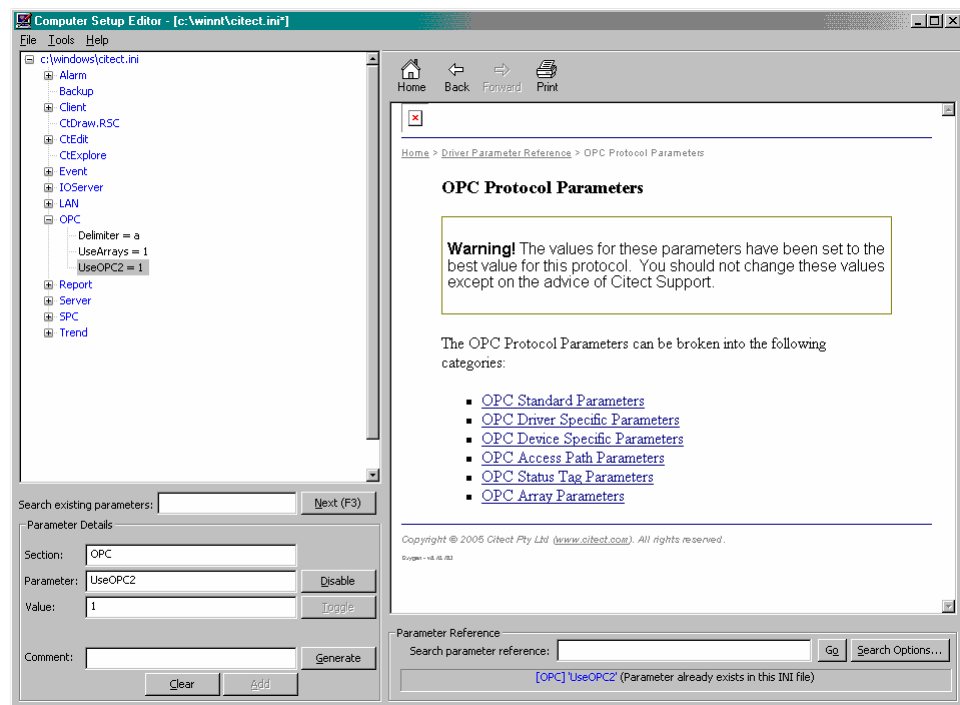 Computer Setup Editor - [c:\winnt\citect.ini*]
File Tools Help
c:\windows\citect.ini
Alarm
Backup
Client
CtDraw.RSC
CtEdit
CtExplore
Event
IOServer
LAN
OPC
Delimiter = a
UseArrays = 1
UseOPC2 = 1
Report
Server
SPC
Trend
Search existing parameters:
Next (F3)
Parameter Details
Section: OPC
Parameter: UseOPC2 Disable
Value: 1 Toggle
Comment: Generate
Clear Add
Home Back Forward Print
Home > Driver Parameter Reference > OPC Protocol Parameters
OPC Protocol Parameters
Warning! The values for these parameters have been set to the
best value for this protocol. You should not change these values
except on the advice of Citect Support.
The OPC Protocol Parameters can be broken into the following
categories:
OPC Standard Parameters
OPC Driver Specific Parameters
OPC Device Specific Parameters
OPC Access Path Parameters
OPC Status Tag Parameters
OPC Array Parameters
Copyright © 2005 Citect Pty Ltd (www.citect.com). All rights reserved.
Parameter Reference
Search parameter reference: Go Search Options...
[OPC] 'UseOPC2' (Parameter already exists in this INI file)